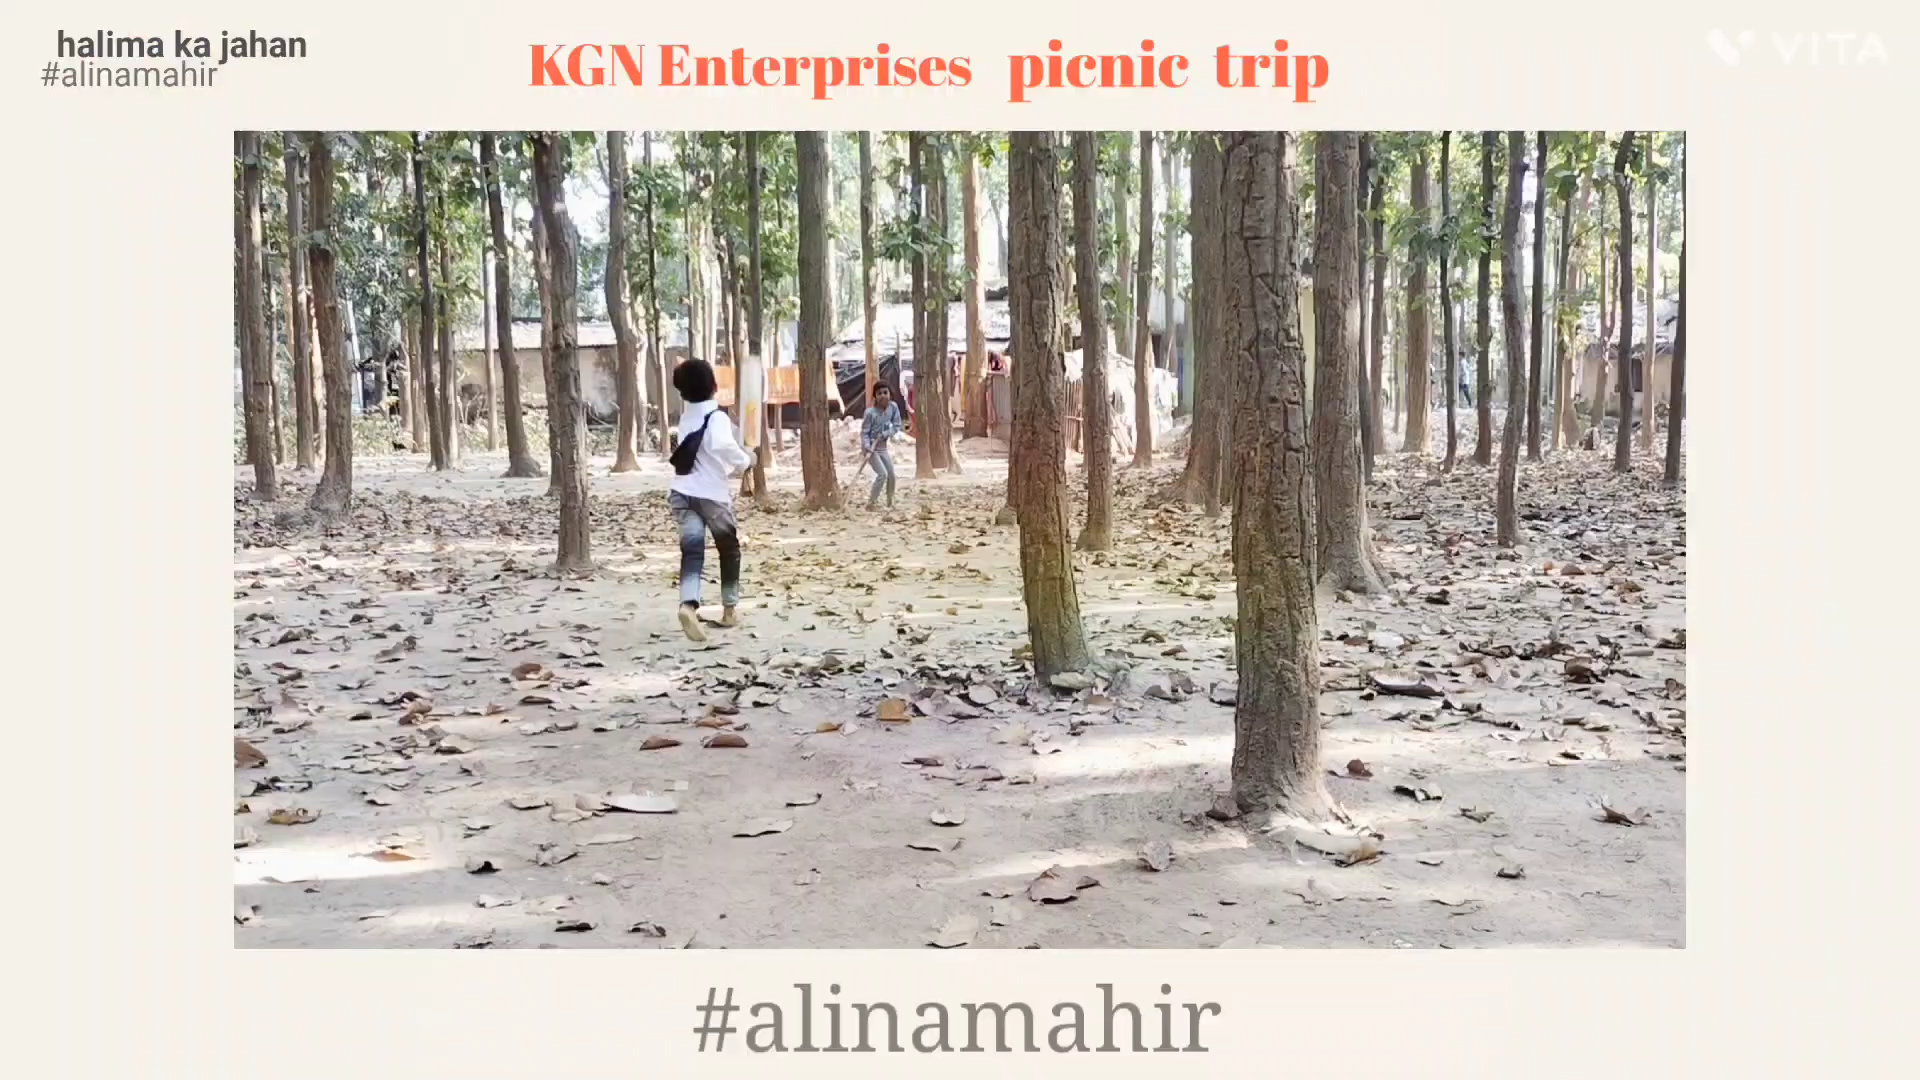 halima ka jahan
#alinamahir
KGN Enterprises picnic trip
VITA
#alinamahir